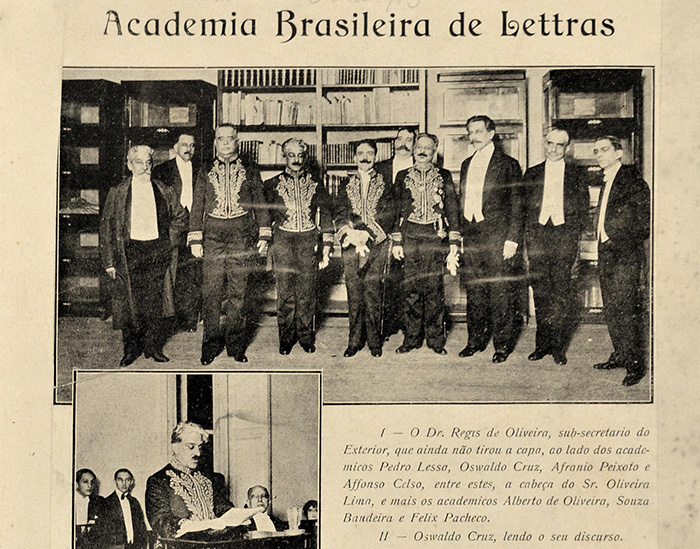 Academia Brasileira de Lettras
I — O Dr. Regis de Oliveira, sub-secretario do
Exterior, que ainda não tirou a capa, ao lado dos acade-
micos Pedro Lessa, Oswaldo Cruz, Afranio Peixoto e
Affonso Celso, entre estes, a cabeça do Sr. Oliveira
Lima, e mais os academicos Alberto de Oliveira, Souza
Bandeira e Felix Pacheco.
II — Oswaldo Cruz, lendo o seu discurso.